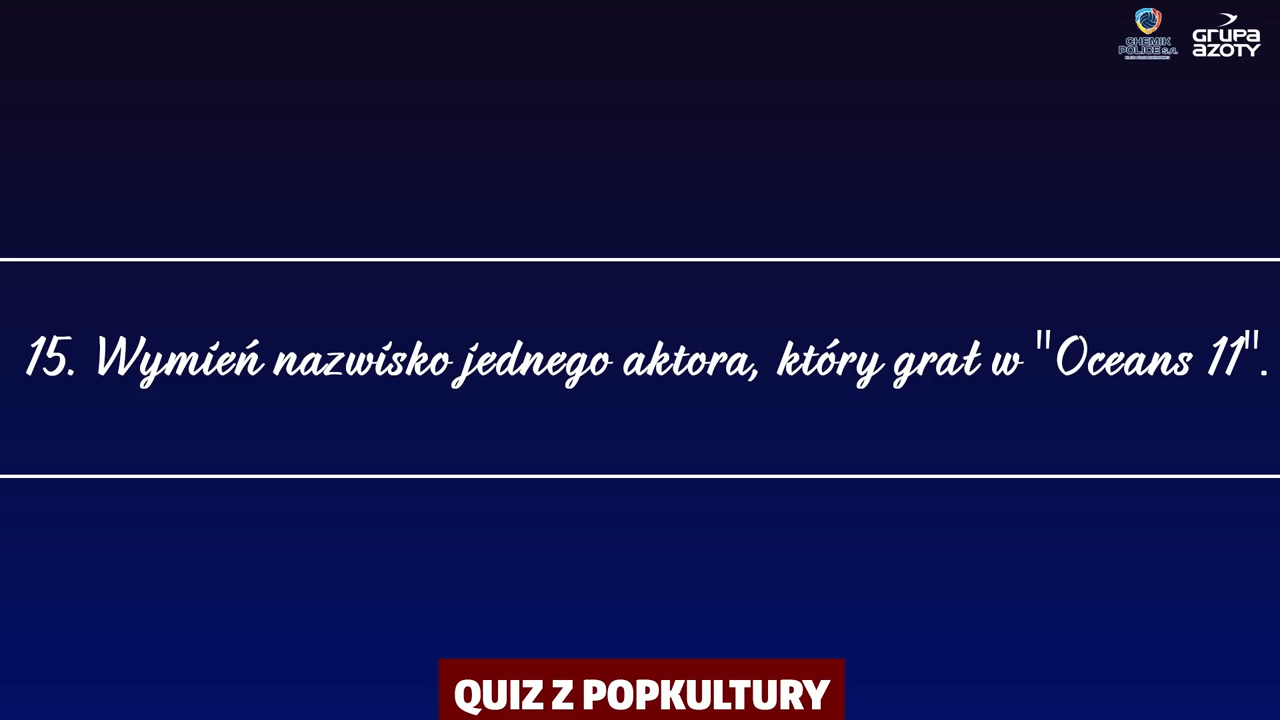 CHEMIK
POLICE S.A.
GRUPA
AZOTY
15. Wymień nazwisko jednego aktora, który grał w "Oceans 11".
QUIZ Z POPKULTURY